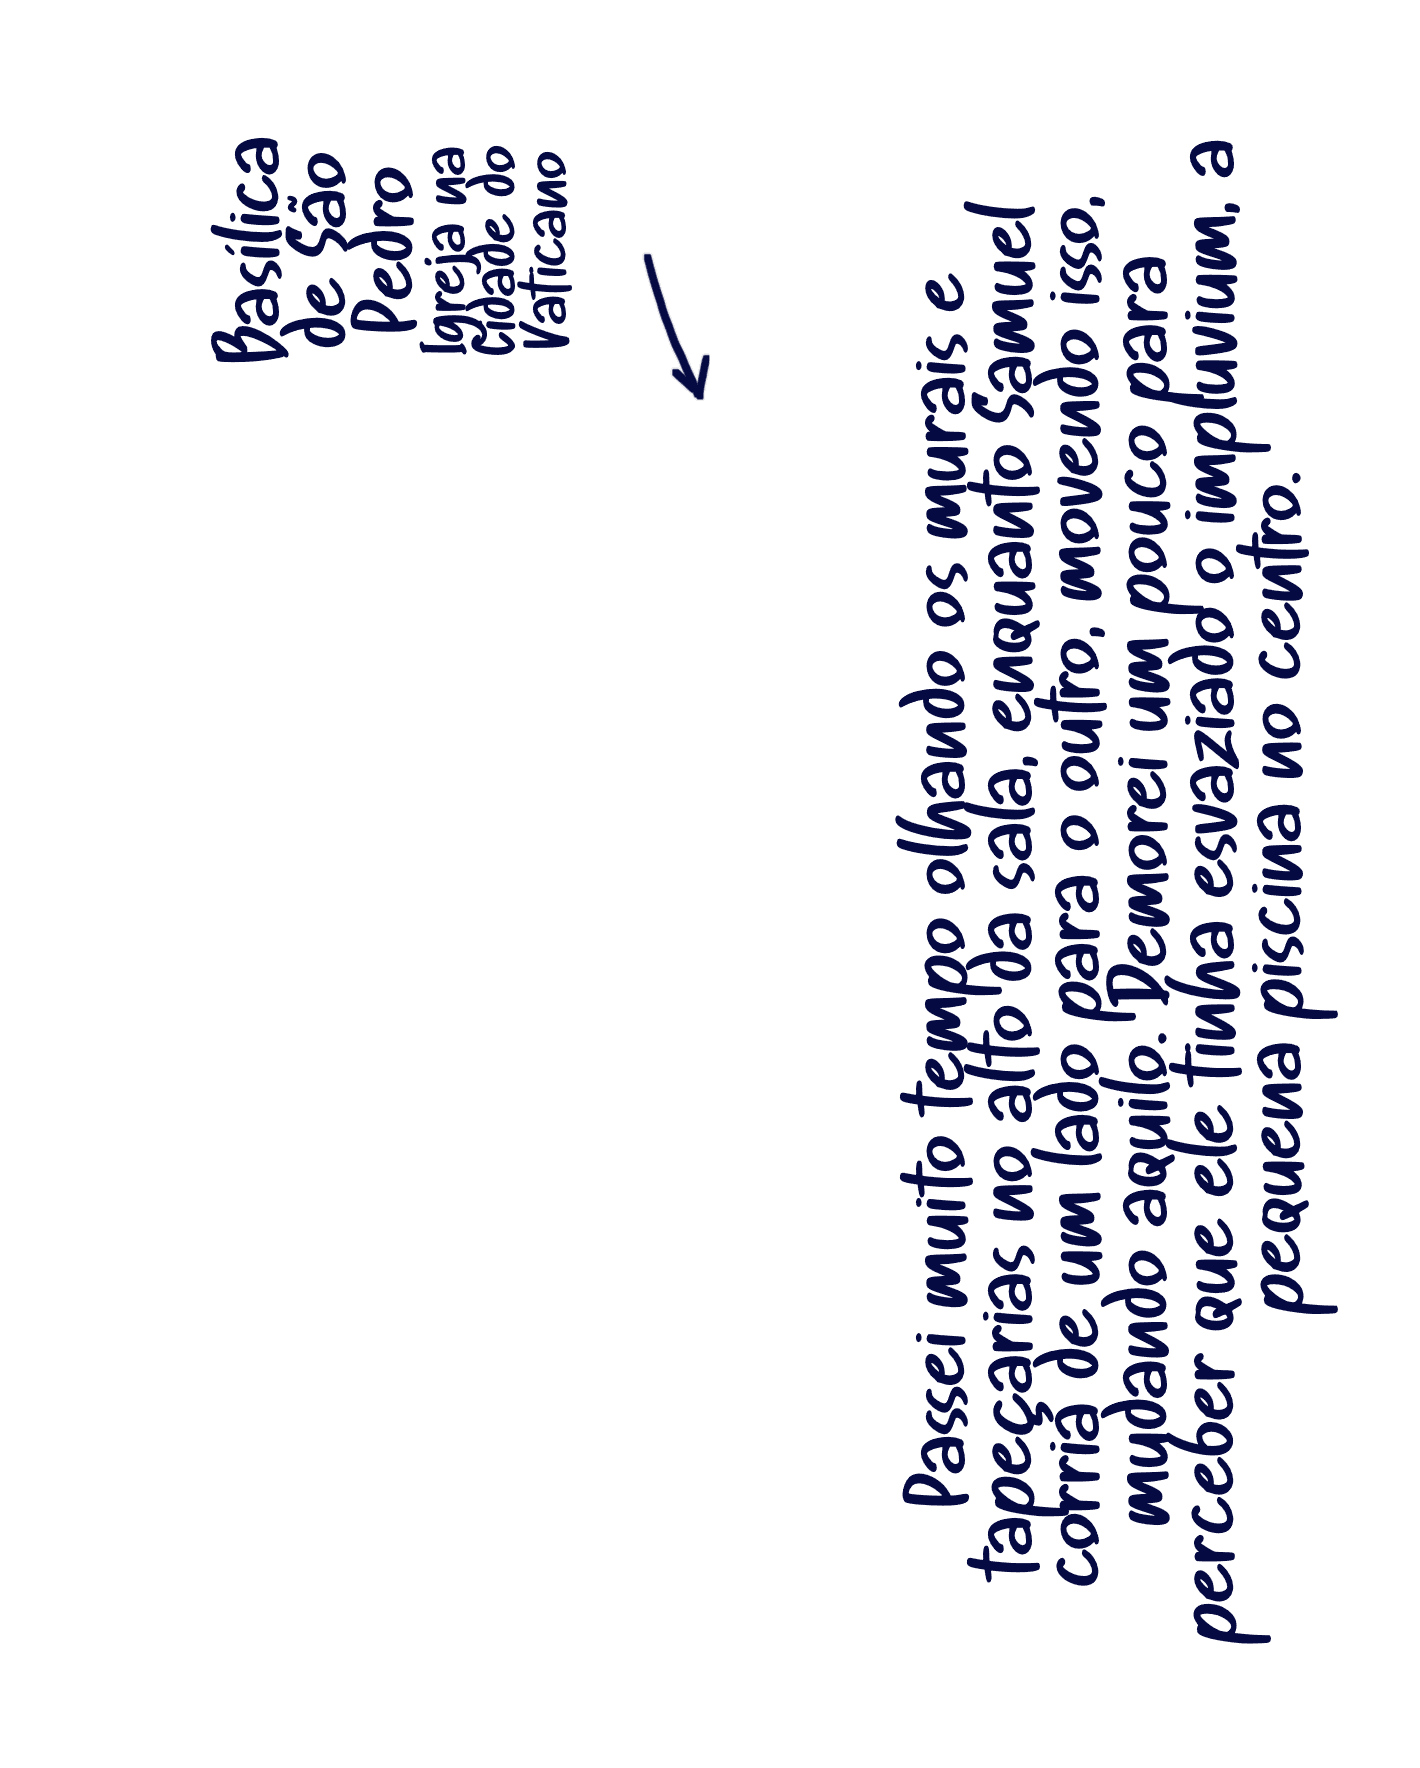 Basílica
de São
Pedro
Igreja na
Cidade do
Vaticano
Passei muito tempo olhando os murais e
tapeçarias no alto da sala, enquanto Samuel
corria de um lado para o outro, movendo isso,
mudando aquilo. Demorei um pouco para
perceber que ele tinha esvaziado o impluvium, a
pequena piscina no centro.